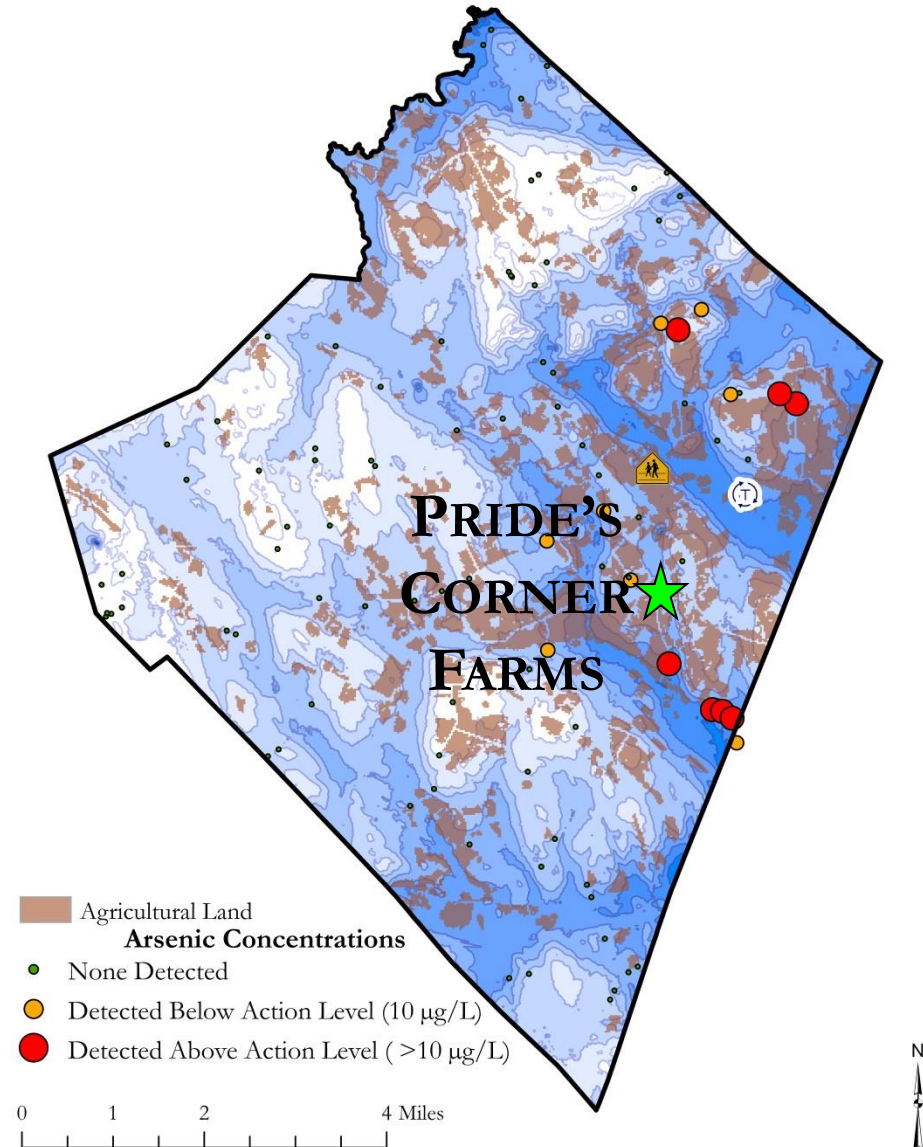 T
PRIDE'S
CORNER
FARMS
Agricultural Land
Arsenic Concentrations
None Detected
Detected Below Action Level (10 µg/L)
Detected Above Action Level ( >10 µg/L)
0 1 2 4 Miles
N